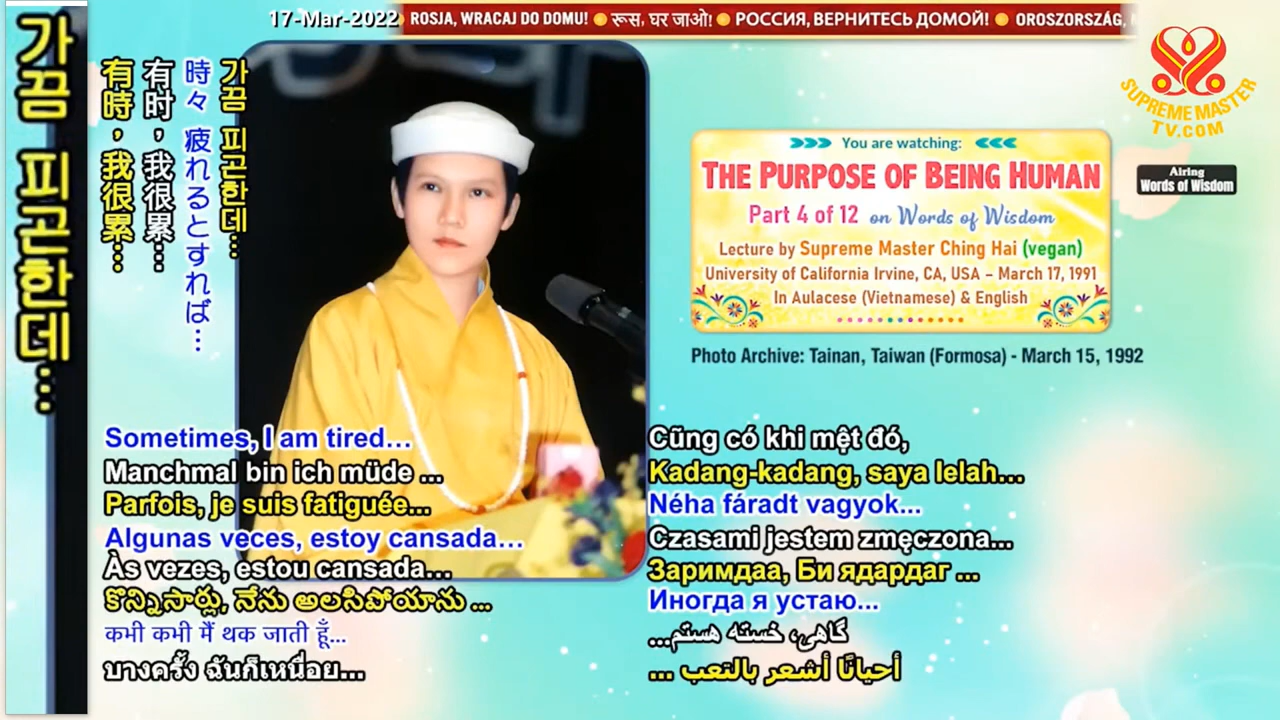 17-Mar-2022
ROSJA, WRACAJ DO DOMU! रूस, घर जाओ! РОССИЯ, ВЕРНИТЕСЬ ДОМОЙ! OROSZORSZÁG,
SUPREME MASTER
TV.COM
Airing
Words of Wisdom
You are watching:
THE PURPOSE OF BEING HUMAN
Part 4 of 12 on Words of Wisdom
Lecture by Supreme Master Ching Hai (vegan)
University of California Irvine, CA, USA – March 17, 1991
In Aulacese (Vietnamese) & English
Photo Archive: Tainan, Taiwan (Formosa) - March 15, 1992
가끔 피곤한데...
가끔 피곤한데...
時々 疲れるとすれば...
有时，我很累...
有時，我很累...
Sometimes, I am tired...
Manchmal bin ich müde ...
Parfois, je suis fatiguée...
Algunas veces, estoy cansada...
Às vezes, estou cansada...
కొన్నిసార్లు, నేను అలసిపోయాను ...
कभी कभी मैं थक जाती हूँ...
บางครั้ง ฉันก็เหนื่อย...
Cũng có khi mệt đó,
Kadang-kadang, saya lelah...
Néha fáradt vagyok...
Czasami jestem zmęczona...
Заримдаа, Би ядардаг ...
Иногда я устаю...
گاهی، خسته هستم...
أحيانًا أشعر بالتعب ...